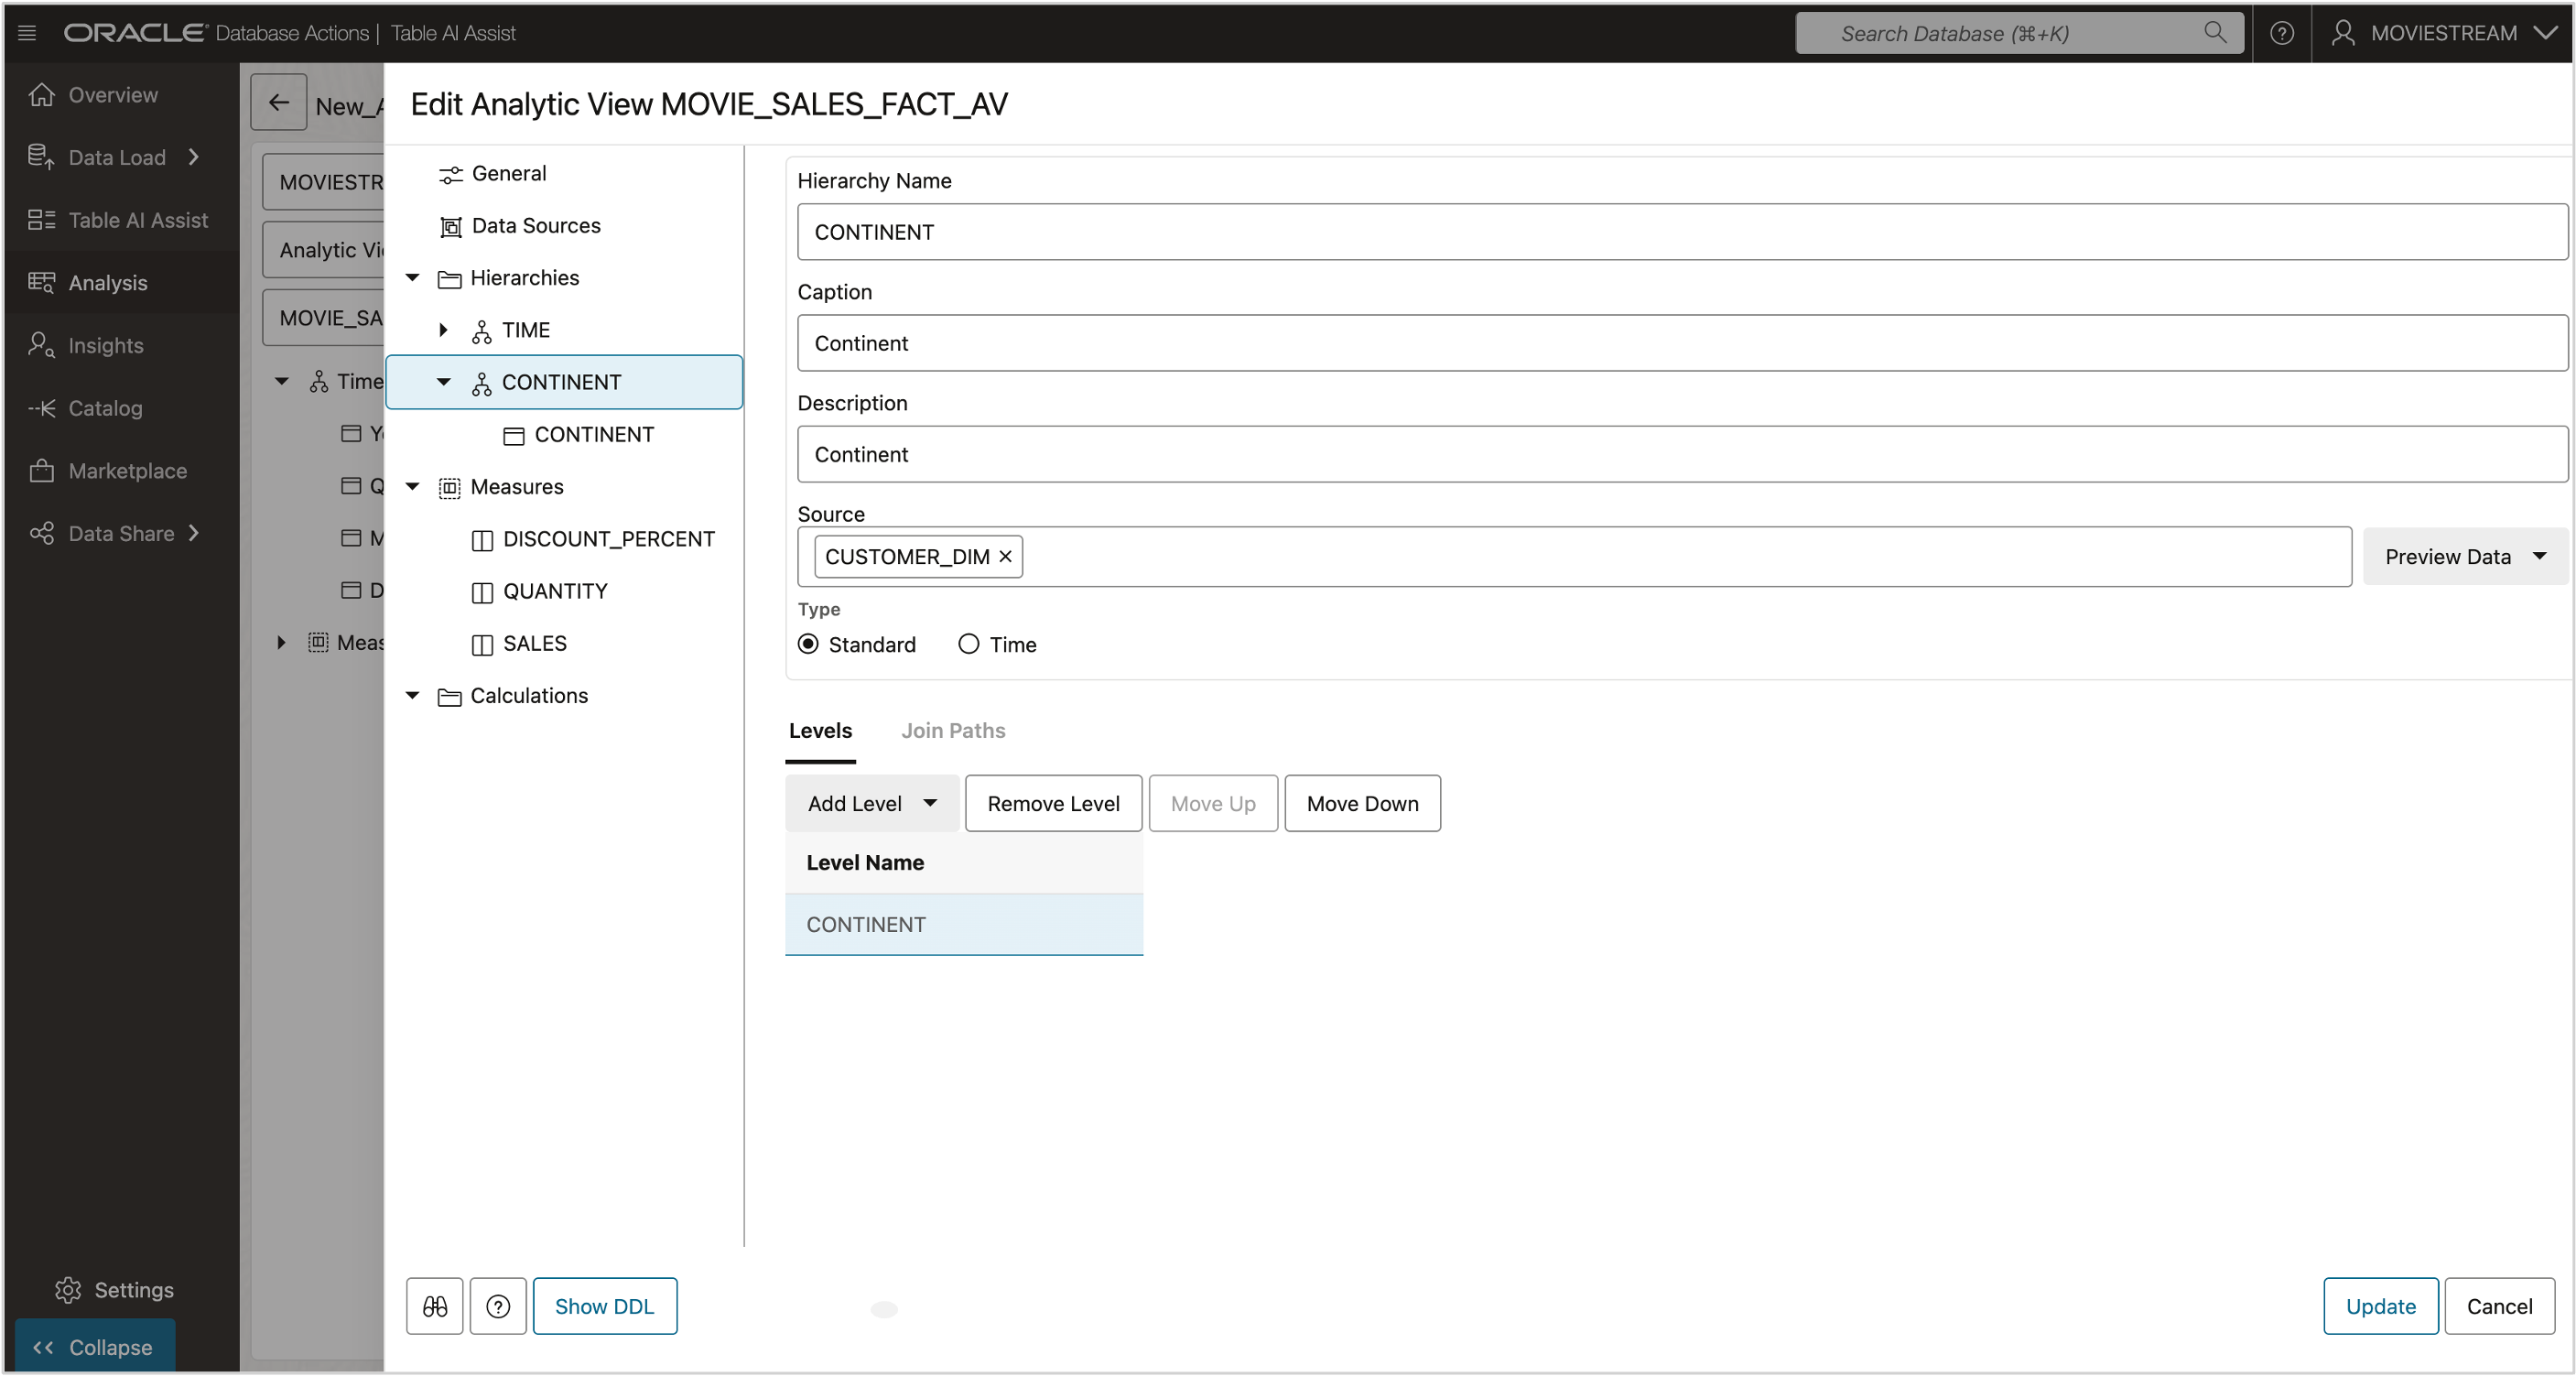 ORACLE Database Actions | Table AI Assist
Search Database (⌘+K)
MOVIESTREAM
Overview
Data Load
Table AI Assist
Analysis
Insights
Catalog
Marketplace
Data Share
Settings
Collapse
New_A
MOVIESTR
Analytic Vi
MOVIE_SA
Time
Q
M
D
Meas
Edit Analytic View MOVIE_SALES_FACT_AV
General
Data Sources
Hierarchies
TIME
CONTINENT
CONTINENT
Measures
DISCOUNT_PERCENT
QUANTITY
SALES
Calculations
Hierarchy Name
CONTINENT
Caption
Continent
Description
Continent
Source
CUSTOMER_DIM
Preview Data
Type
Standard Time
Levels Join Paths
Add Level Remove Level Move Up Move Down
Level Name
CONTINENT
Show DDL
Update Cancel